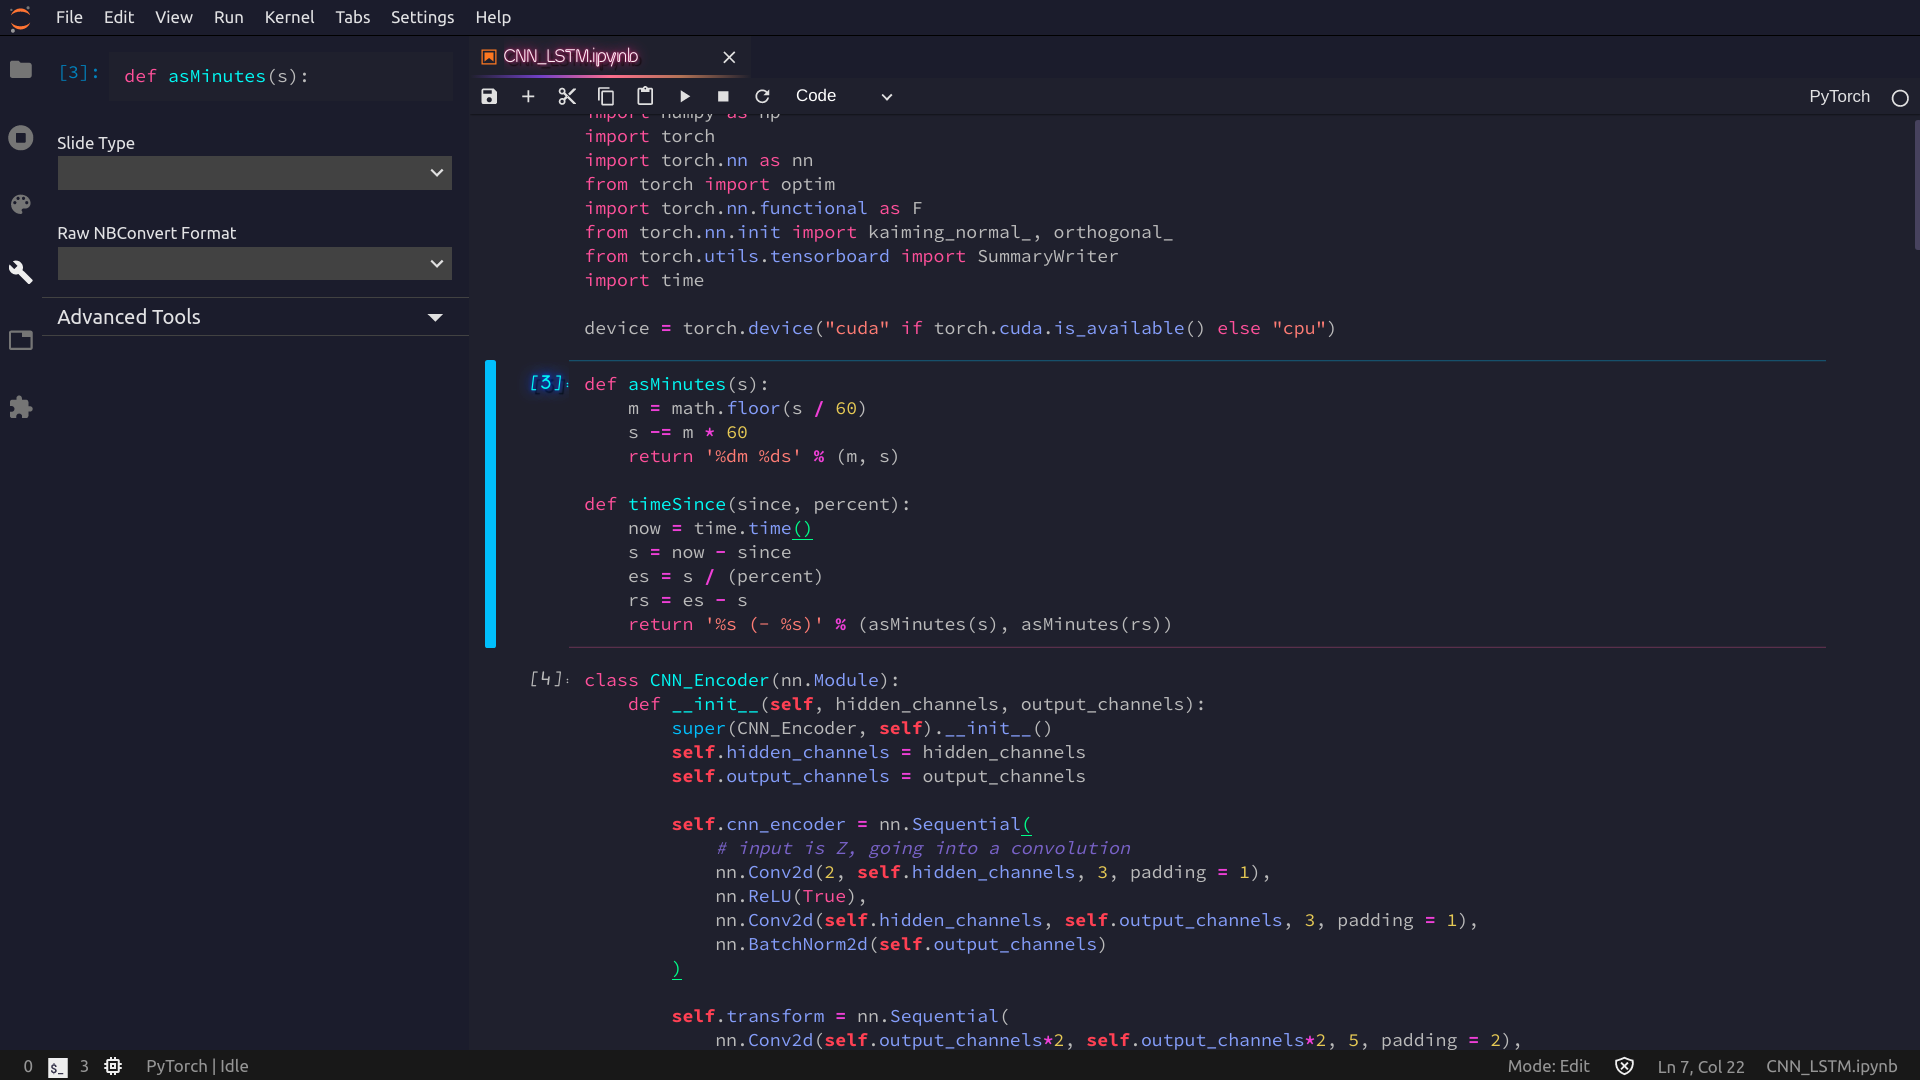 File Edit View Run Kernel Tabs Settings Help
[3]: def asMinutes(s):
Slide Type
Raw NBConvert Format
Advanced Tools
CNN_LSTM.ipynb
Code
PyTorch
import numpy as np
import torch
import torch.nn as nn
from torch import optim
import torch.nn.functional as F
from torch.nn.init import kaiming_normal_, orthogonal_
from torch.utils.tensorboard import SummaryWriter
import time
device = torch.device("cuda" if torch.cuda.is_available() else "cpu")
[3]: def asMinutes(s):
m = math.floor(s / 60)
s -= m * 60
return '%dm %ds' % (m, s)
def timeSince(since, percent):
now = time.time()
s = now - since
es = s / (percent)
rs = es - s
return '%s (- %s)' % (asMinutes(s), asMinutes(rs))
[4]: class CNN_Encoder(nn.Module):
def __init__(self, hidden_channels, output_channels):
super(CNN_Encoder, self).__init__()
self.hidden_channels = hidden_channels
self.output_channels = output_channels
self.cnn_encoder = nn.Sequential(
# input is Z, going into a convolution
nn.Conv2d(2, self.hidden_channels, 3, padding = 1),
nn.ReLU(True),
nn.Conv2d(self.hidden_channels, self.output_channels, 3, padding = 1),
nn.BatchNorm2d(self.output_channels)
)
self.transform = nn.Sequential(
nn.Conv2d(self.output_channels*2, self.output_channels*2, 5, padding = 2),
0 $_ 3 PyTorch | Idle Mode: Edit Ln 7, Col 22 CNN_LSTM.ipynb